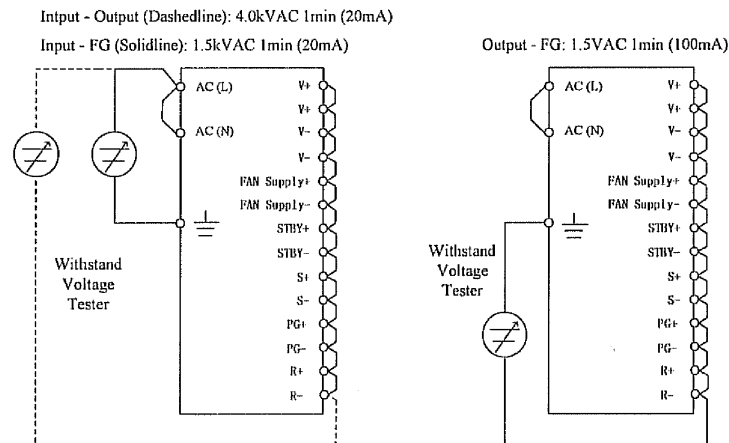 Intput - Output (Dashedline): 4.0kVAC 1min (20mA)
Input - FG (Solidline): 1.5kVAC 1min (20mA)
AC (L)
AC (N)
V+
V+
V-
V-
FAN Supply+
FAN Supply-
STBY+
STBY-
S+
S-
PG+
PG-
R+
R-
Withstand
Voltage
Tester
Output - FG: 1.5VAC 1min (100mA)
AC (L)
AC (N)
V+
V+
V-
V-
FAN Supply+
FAN Supply-
STBY+
STBY-
S+
S-
PG+
PG-
R+
R-
Withstand
Voltage
Tester